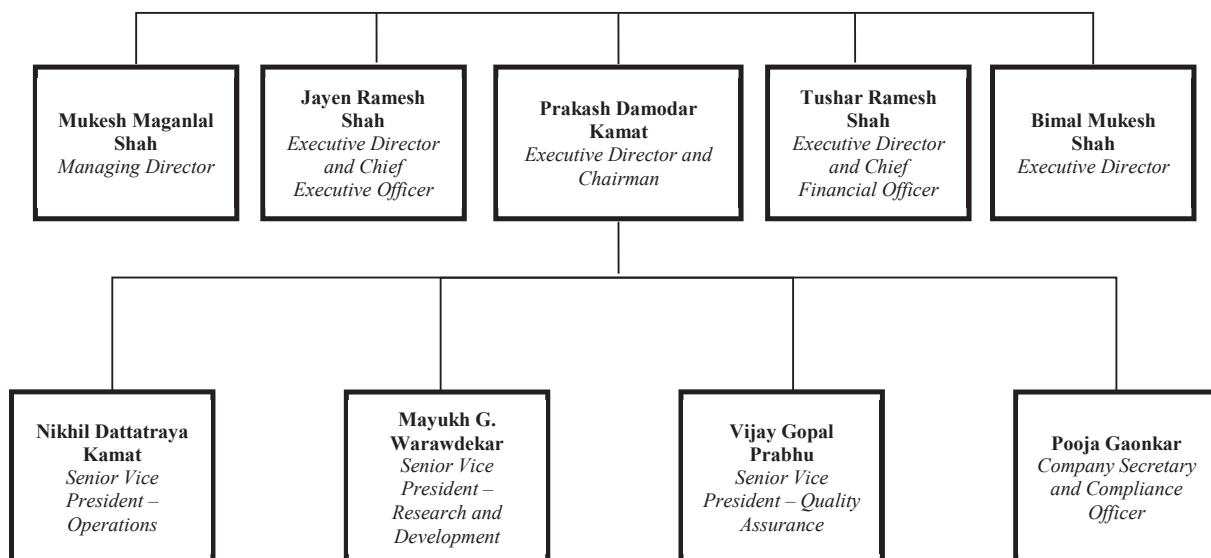 Mukesh Maganlal
Shah
Managing Director
Jayen Ramesh
Shah
Executive Director
and Chief
Executive Officer
Prakash Damodar
Kamat
Executive Director and
Chairman
Tushar Ramesh
Shah
Executive Director
and Chief
Financial Officer
Bimal Mukesh
Shah
Executive Director
Nikhil Dattatraya
Kamat
Senior Vice
President –
Operations
Mayukh G.
Warawdekar
Senior Vice
President –
Research and
Development
Vijay Gopal
Prabhu
Senior Vice
President – Quality
Assurance
Pooja Gaonkar
Company Secretary
and Compliance
Officer